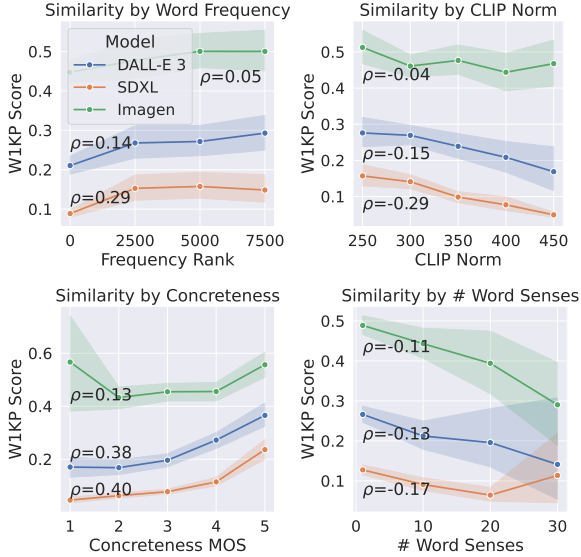 Similarity by Word Frequency
W1KP Score
0.5
0.4
0.3
0.2
0.1
Model
DALL-E 3
SDXL
Imagen
ρ=0.05
ρ=0.14
ρ=0.29
0 2500 5000 7500
Frequency Rank
Similarity by CLIP Norm
W1KP Score
0.5
0.4
0.3
0.2
0.1
ρ=-0.04
ρ=-0.15
ρ=-0.29
250 300 350 400 450
CLIP Norm
Similarity by Concreteness
W1KP Score
0.6
0.4
0.2
ρ=0.13
ρ=0.38
ρ=0.40
1 2 3 4 5
Concreteness MOS
Similarity by # Word Senses
W1KP Score
0.5
0.4
0.3
0.2
0.1
ρ=-0.11
ρ=-0.13
ρ=-0.17
0 10 20 30
# Word Senses